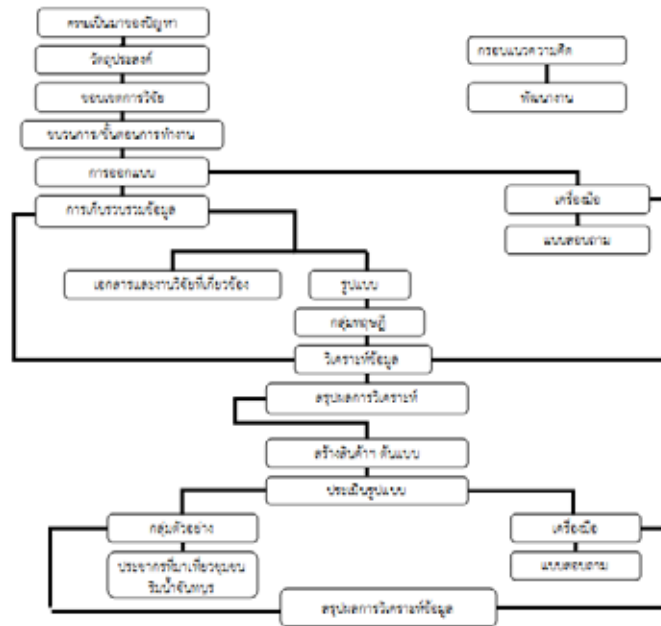 ความเป็นมาของปัญหา
วัตถุประสงค์
ขอบเขตการวิจัย
ขบวนการ/ขั้นตอนการทำงาน
การออกแบบ
การเก็บรวบรวมข้อมูล
กรอบแนวความคิด
พัฒนางาน
เครื่องมือ
แบบสอบถาม
เอกสารและงานวิจัยที่เกี่ยวข้อง
รูปแบบ
กลุ่มทฤษฎี
วิเคราะห์ข้อมูล
สรุปผลการวิเคราะห์
สร้างสินค้าฯ ต้นแบบ
ประเมินรูปแบบ
กลุ่มตัวอย่าง
ประชากรที่มาเที่ยวชุมชน
ริมน้ำจันทบูร
เครื่องมือ
แบบสอบถาม
สรุปผลการวิเคราะห์ข้อมูล